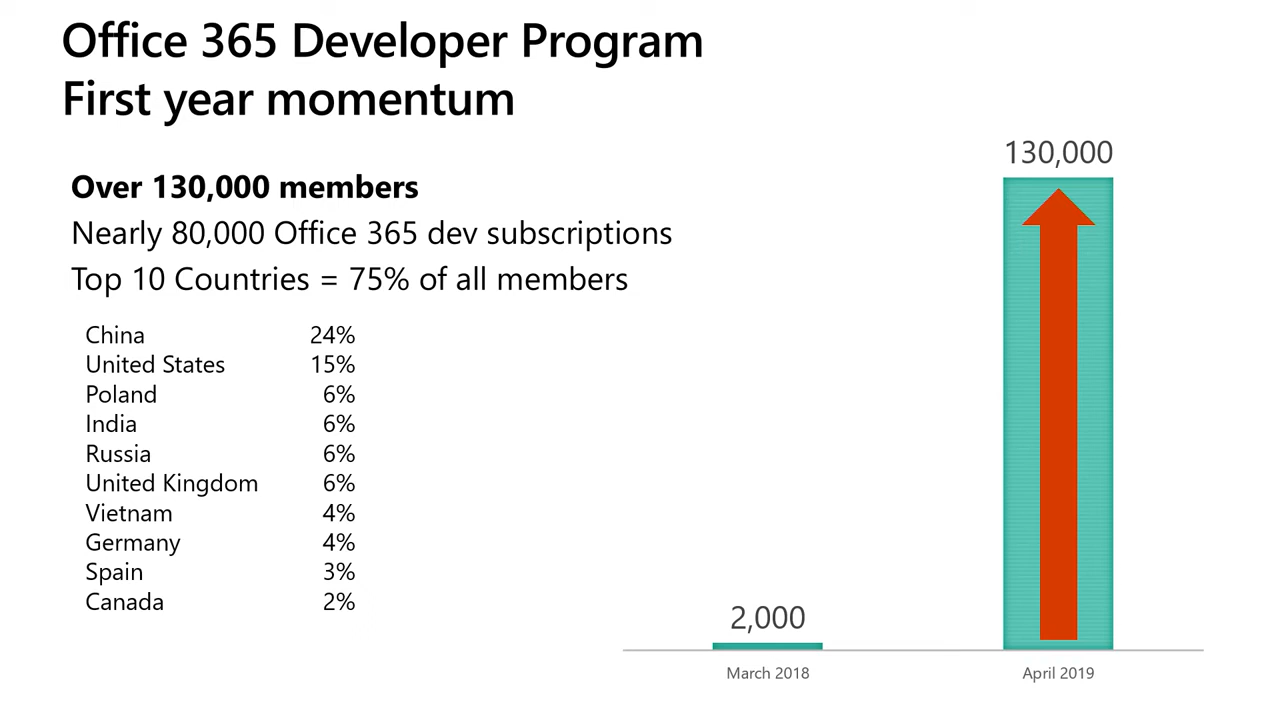 Office 365 Developer Program
First year momentum
Over 130,000 members
Nearly 80,000 Office 365 dev subscriptions
Top 10 Countries = 75% of all members
China 24%
United States 15%
Poland 6%
India 6%
Russia 6%
United Kingdom 6%
Vietnam 4%
Germany 4%
Spain 3%
Canada 2%
130,000
2,000
March 2018
April 2019